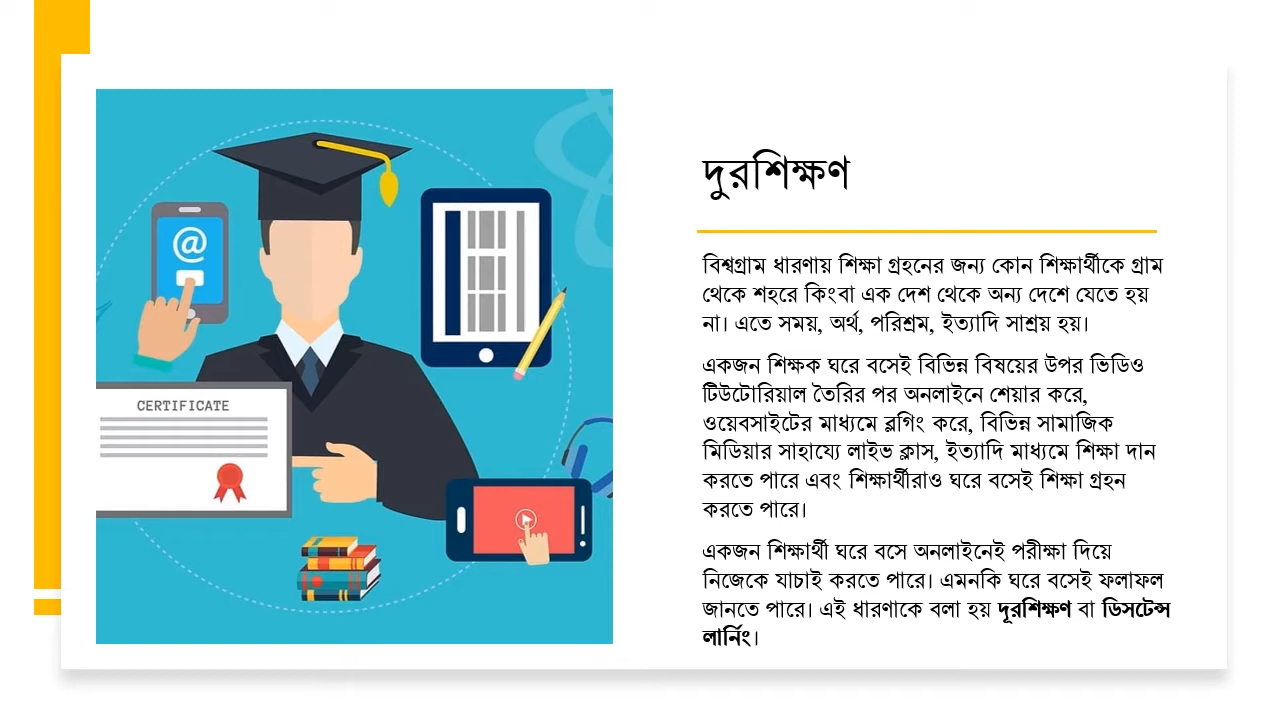 @
CERTIFICATE
দুরশিক্ষণ
বিশ্বগ্রাম ধারণায় শিক্ষা গ্রহনের জন্য কোন শিক্ষার্থীকে গ্রাম
থেকে শহরে কিংবা এক দেশ থেকে অন্য দেশে যেতে হয়
না। এতে সময়, অর্থ, পরিশ্রম, ইত্যাদি সাশ্রয় হয়।
একজন শিক্ষক ঘরে বসেই বিভিন্ন বিষয়ের উপর ভিডিও
টিউটোরিয়াল তৈরির পর অনলাইনে শেয়ার করে,
ওয়েবসাইটের মাধ্যমে ব্লগিং করে, বিভিন্ন সামাজিক
মিডিয়ার সাহায্যে লাইভ ক্লাস, ইত্যাদি মাধ্যমে শিক্ষা দান
করতে পারে এবং শিক্ষার্থীরাও ঘরে বসেই শিক্ষা গ্রহন
করতে পারে।
একজন শিক্ষার্থী ঘরে বসে অনলাইনেই পরীক্ষা দিয়ে
নিজেকে যাচাই করতে পারে। এমনকি ঘরে বসেই ফলাফল
জানতে পারে। এই ধারণাকে বলা হয় দূরশিক্ষণ বা ডিসটেন্স
লার্নিং।